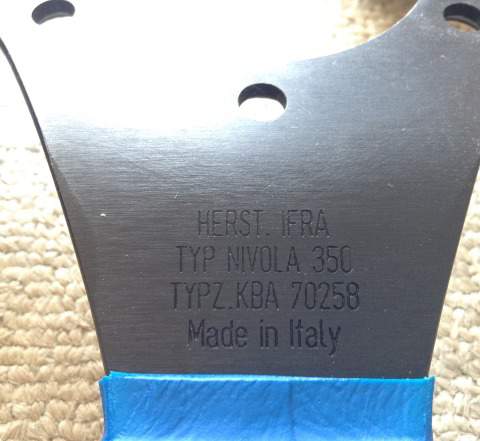 HERST. IFRA
TYP NIVOLA 350
TYPZ.KBA 70258
Made in Italy